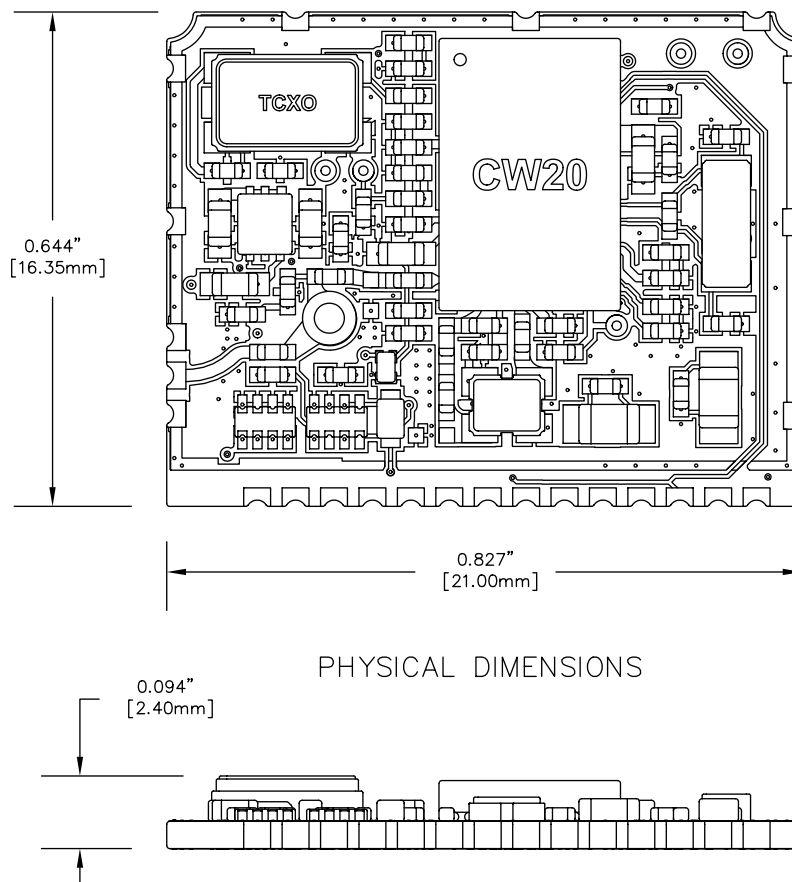 TCXO
CW20
0.644"
[16.35mm]
0.827"
[21.00mm]
PHYSICAL DIMENSIONS
0.094"
[2.40mm]